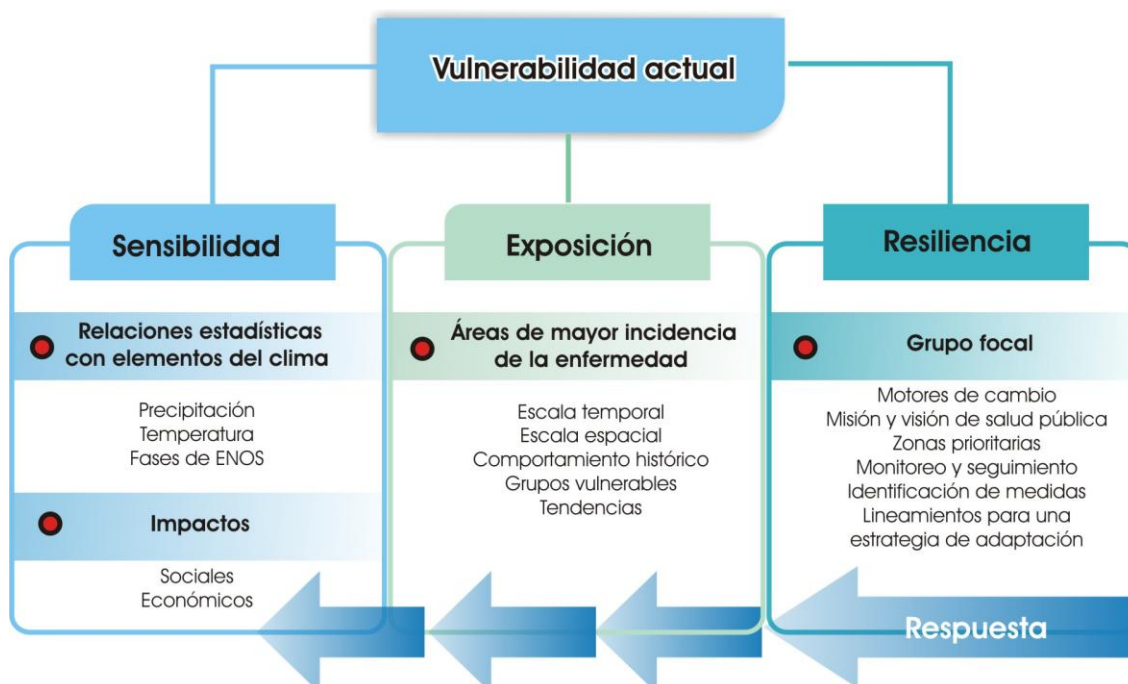 Vulnerabilidad actual
Sensibilidad
Relaciones estadísticas
con elementos del clima
Precipitación
Temperatura
Fases de ENOS
Impactos
Sociales
Económicos
Exposición
Áreas de mayor incidencia
de la enfermedad
Escala temporal
Escala espacial
Comportamiento histórico
Grupos vulnerables
Tendencias
Resiliencia
Grupo focal
Motores de cambio
Misión y visión de salud pública
Zonas prioritarias
Monitoreo y seguimiento
Identificación de medidas
Lineamientos para una
estrategia de adaptación
Respuesta